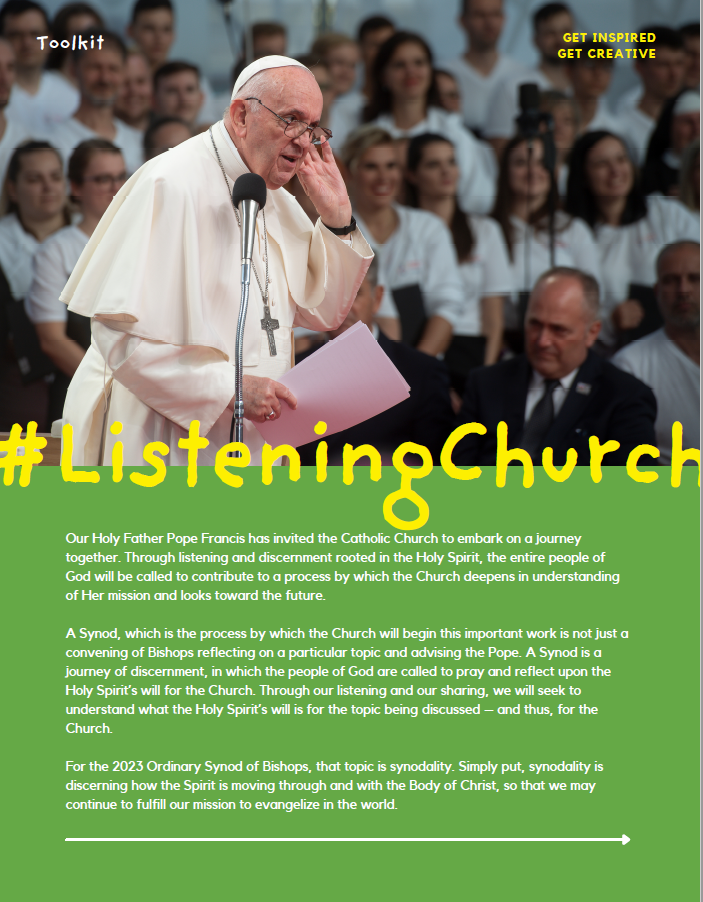 Toolkit
GET INSPIRED
GET CREATIVE
#ListeningChurch
Our Holy Father Pope Francis has invited the Catholic Church to embark on a journey
together. Through listening and discernment rooted in the Holy Spirit, the entire people of
God will be called to contribute to a process by which the Church deepens in understanding
of Her mission and looks toward the future.
A Synod, which is the process by which the Church will begin this important work is not just a
convening of Bishops reflecting on a particular topic and advising the Pope. A Synod is a
journey of discernment, in which the people of God are called to pray and reflect upon the
Holy Spirit's will for the Church. Through our listening and our sharing, we will seek to
understand what the Holy Spirit's will is for the topic being discussed – and thus, for the
Church.
For the 2023 Ordinary Synod of Bishops, that topic is synodality. Simply put, synodality is
discerning how the Spirit is moving through and with the Body of Christ, so that we may
continue to fulfill our mission to evangelize in the world.